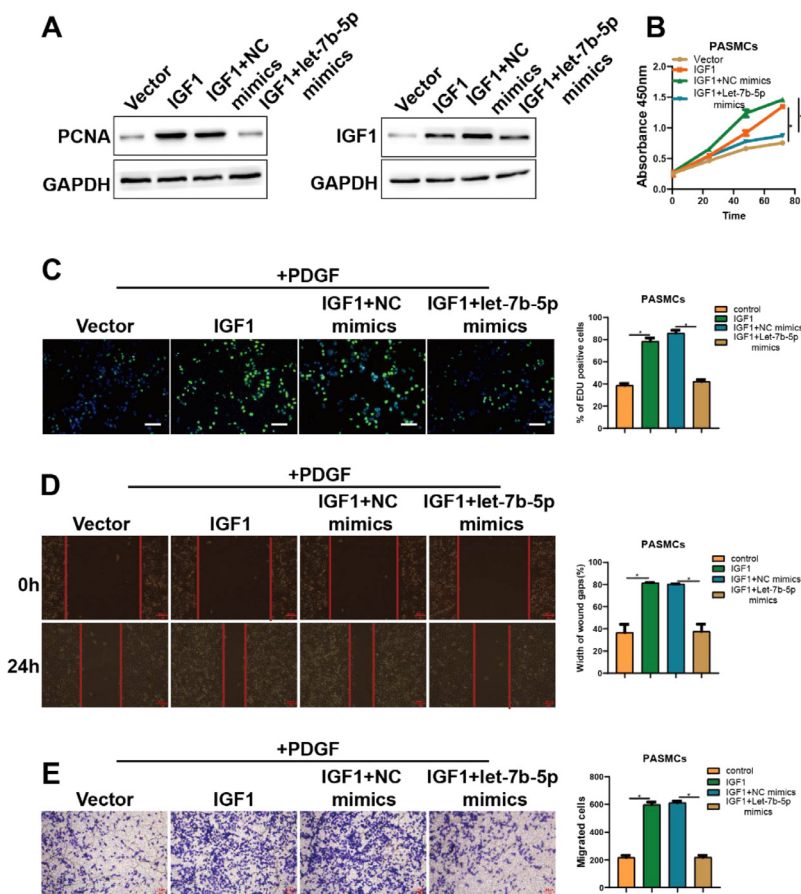 A
Vector
IGF1
IGF1+NC
mimics
IGF1+let-7b-5p
mimics
PCNA
GAPDH
Vector
IGF1
IGF1+NC
mimics
IGF1+let-7b-5p
mimics
IGF1
GAPDH
B
PASMCs
Vector
IGF1
IGF1+NC mimics
IGF1+Let-7b-5p
mimics
Absorbance 450nm
2.0
1.5
1.0
0.5
0.0
0 20 40 60 80
Time
C
+PDGF
Vector
IGF1
IGF1+NC
mimics
IGF1+let-7b-5p
mimics
PASMCs
control
IGF1
IGF1+NC mimics
IGF1+Let-7b-5p
mimics
% of EDU positive cells
100
80
60
40
20
0
*
*
D
+PDGF
Vector
IGF1
IGF1+NC
mimics
IGF1+let-7b-5p
mimics
0h
24h
PASMCs
control
IGF1
IGF1+NC mimics
IGF1+Let-7b-5p
mimics
Width of wound gaps(%)
100
80
60
40
20
0
*
*
E
+PDGF
Vector
IGF1
IGF1+NC
mimics
IGF1+let-7b-5p
mimics
PASMCs
control
IGF1
IGF1+NC mimics
IGF1+Let-7b-5p
mimics
Migrated cells
800
600
400
200
0
*
*